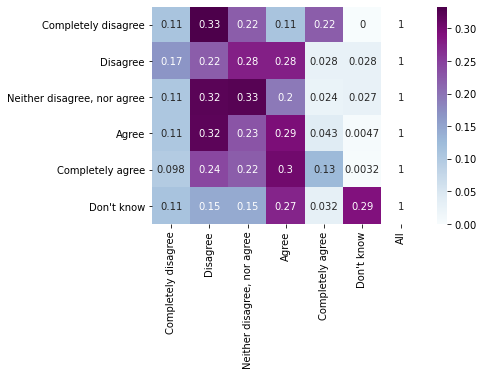 Completely disagree 0.11 0.33 0.22 0.11 0.22 0 1
Disagree 0.17 0.22 0.28 0.28 0.028 0.028 1
Neither disagree, nor agree 0.11 0.32 0.33 0.2 0.024 0.027 1
Agree 0.11 0.32 0.23 0.29 0.043 0.0047 1
Completely agree 0.098 0.24 0.22 0.3 0.13 0.0032 1
Don't know 0.11 0.15 0.15 0.27 0.032 0.29 1
Completely disagree
Disagree
Neither disagree, nor agree
Agree
Completely agree
Don't know
All
0.30
0.25
0.20
0.15
0.10
0.05
0.00